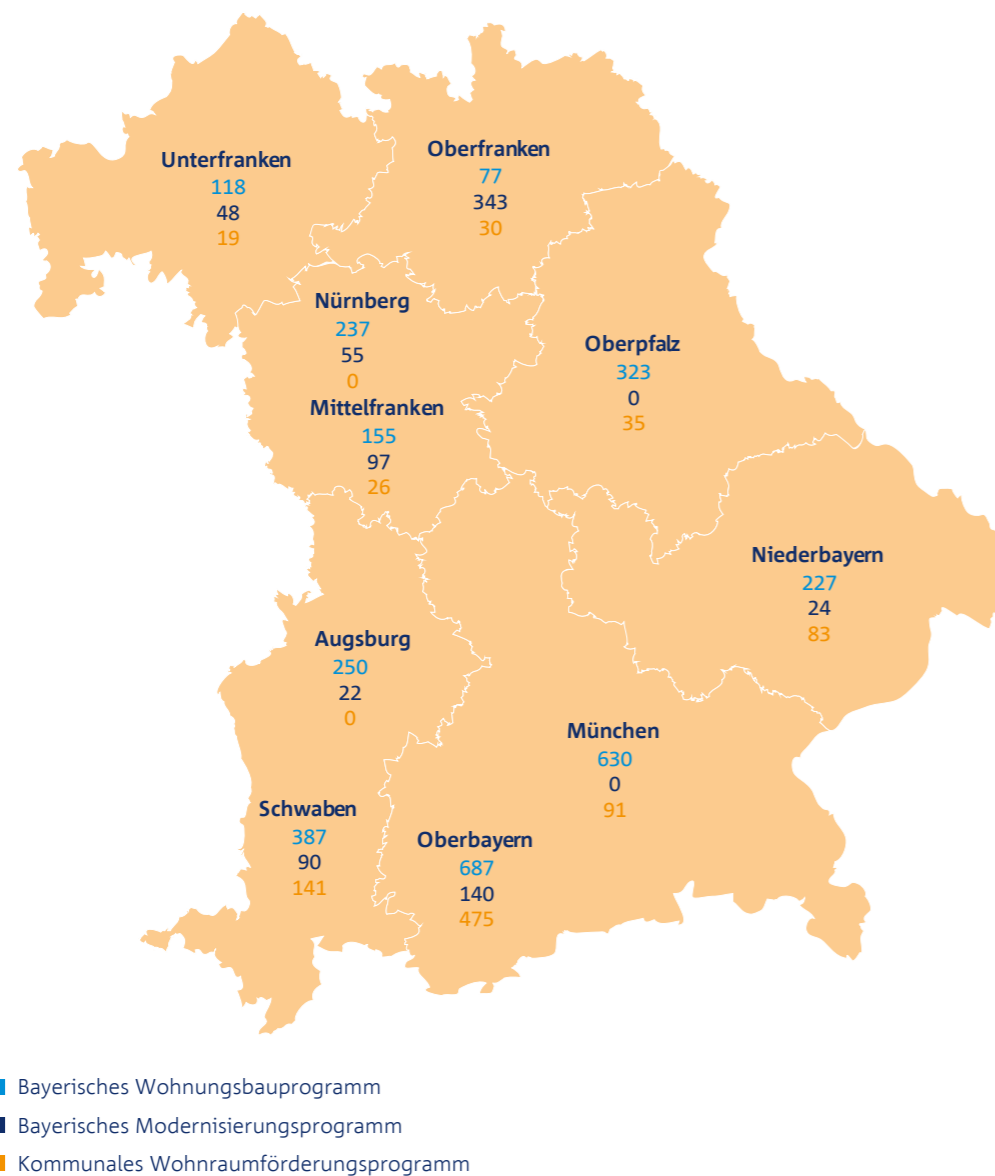 Unterfranken
118
48
19
Oberfranken
77
343
30
Nürnberg
237
55
0
Mittelfranken
155
97
26
Oberpfalz
323
0
35
Niederbayern
227
24
83
Augsburg
250
22
0
Schwaben
387
90
141
München
630
0
91
Oberbayern
687
140
475
Bayerisches Wohnungsbauprogramm
Bayerisches Modernisierungsprogramm
Kommunales Wohnraumförderungsprogramm